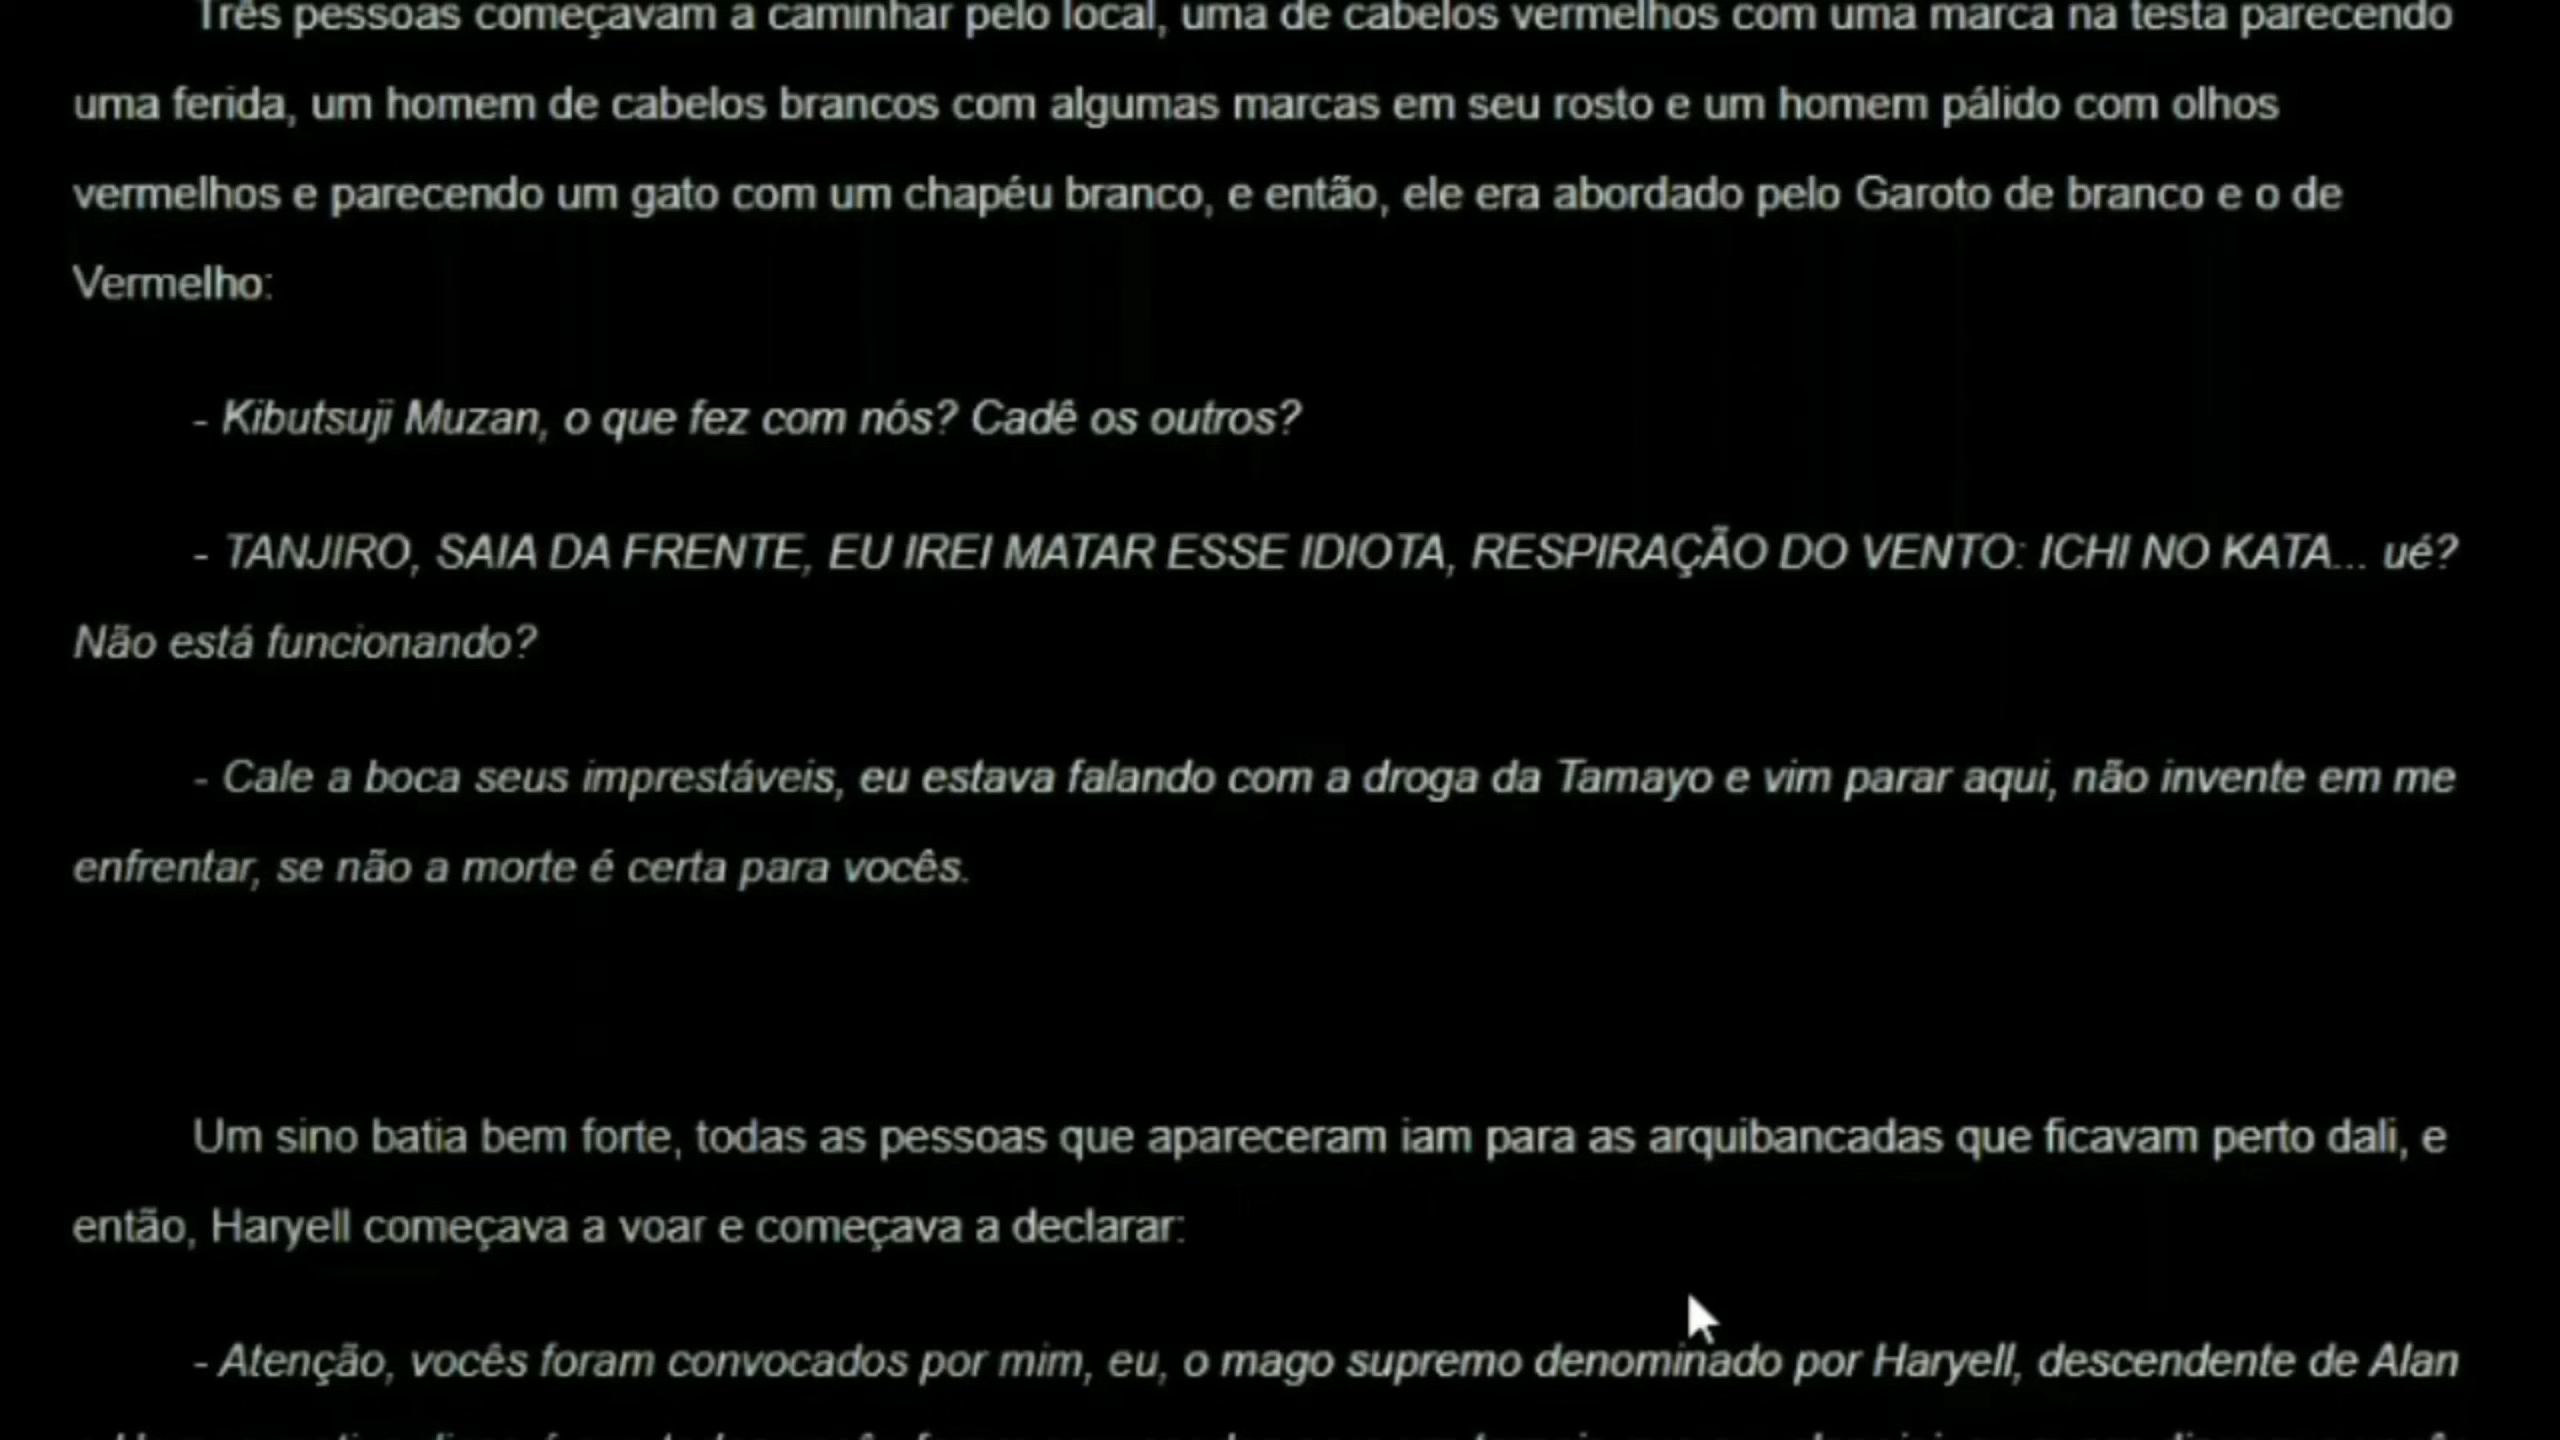 Três pessoas começavam a caminhar pelo local, uma de cabelos vermelhos com uma marca na testa parecendo
uma ferida, um homem de cabelos brancos com algumas marcas em seu rosto e um homem pálido com olhos
vermelhos e parecendo um gato com um chapéu branco, e então, ele era abordado pelo Garoto de branco e o de
Vermelho:
- Kibutsuji Muzan, o que fez com nós? Cadê os outros?
- TANJIRO, SAIA DA FRENTE, EU IREI MATAR ESSE IDIOTA, RESPIRAÇÃO DO VENTO: ICHI NO KATA... ué?
Não está funcionando?
- Cale a boca seus imprestáveis, eu estava falando com a droga da Tamayo e vim parar aqui, não invente em me
enfrentar, se não a morte é certa para vocês.
Um sino batia bem forte, todas as pessoas que apareceram iam para as arquibancadas que ficavam perto dali, e
então, Haryell começava a voar e começava a declarar:
- Atenção, vocês foram convocados por mim, eu, o mago supremo denominado por Haryell, descendente de Alan